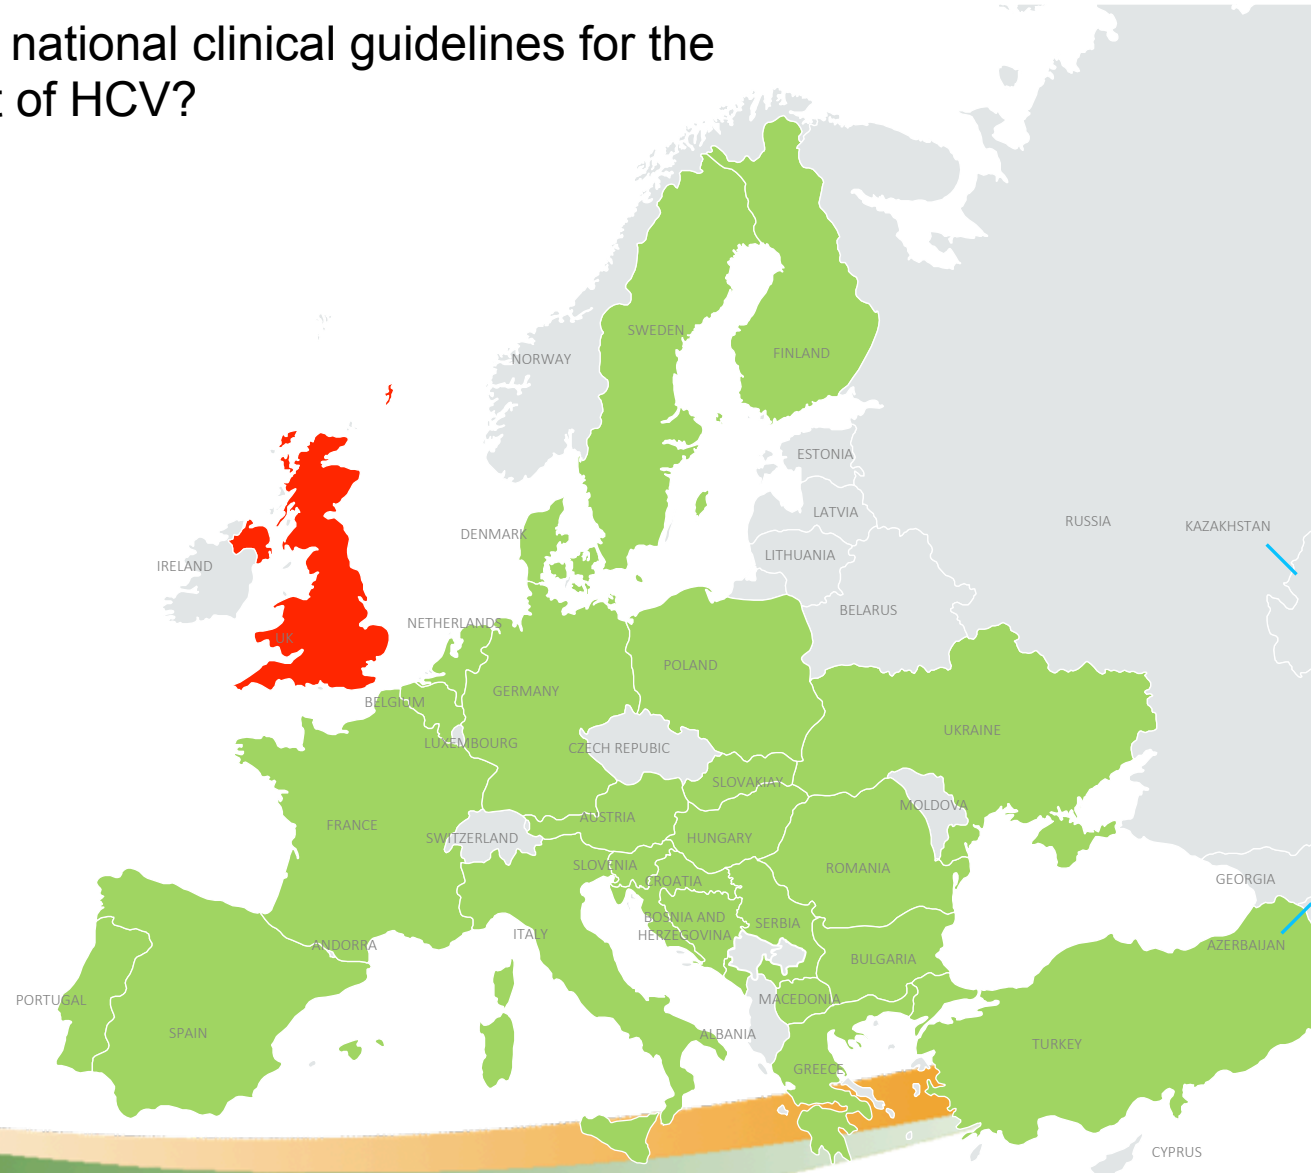 national clinical guidelines for the
t of HCV?
SWEDEN
FINLAND
NORWAY
ESTONIA
LATVIA
RUSSIA
KAZAKHSTAN
DENMARK
LITHUANIA
IRELAND
BELARUS
NETHERLANDS
UK
POLAND
GERMANY
BELGIUM
UKRAINE
LUXEMBOURG
CZECH REPUBIC
SLOVAKIAY
MOLDOVA
AUSTRIA
FRANCE
SWITZERLAND
HUNGARY
SLOVENIA
ROMANIA
CROATIA
GEORGIA
BOSNIA AND
HERZEGOVINA
SERBIA
ITALY
ANDORRA
AZERBAIJAN
BULGARIA
PORTUGAL
MACEDONIA
SPAIN
ALBANIA
TURKEY
GREECE
CYPRUS